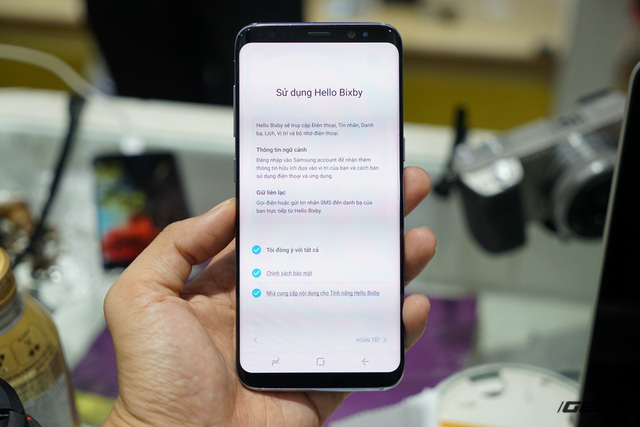 Sử dụng Hello Bixby
Hello Bixby sẽ truy cập Điện thoại, Tin nhắn, Danh
bạ, Lịch, Vị trí và bộ nhớ điện thoại.
Thông tin ngữ cảnh
Đăng nhập vào Samsung account để nhận thêm
thông tin hữu ích dựa vào vị trí của bạn và cách bạn
sử dụng điện thoại và ứng dụng.
Giữ liên lạc
Gọi điện hoặc gửi tin nhắn SMS đến danh bạ của
bạn trực tiếp từ Hello Bixby.
Tôi đồng ý với tất cả
Chính sách bảo mật
Nhà cung cấp nội dung cho Tính năng Hello Bixby
HOÀN TẤT